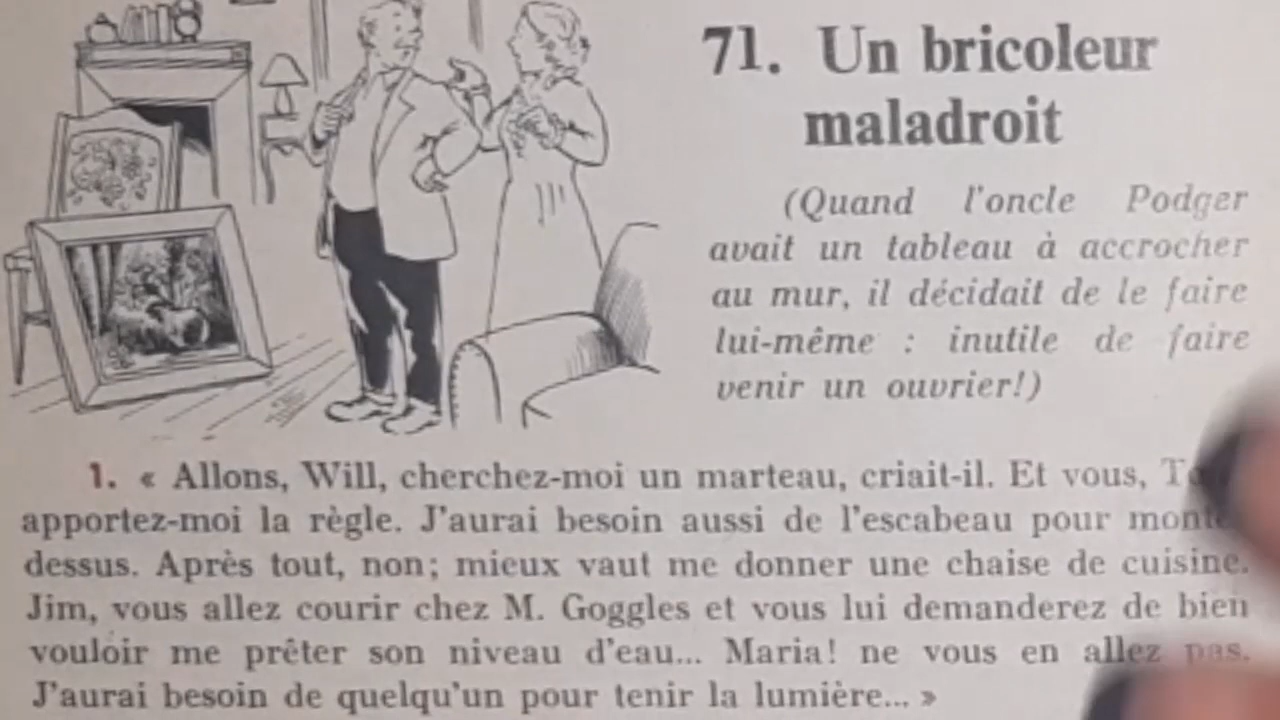 71. Un bricoleur
maladroit
(Quand l'oncle Podger
avait un tableau à accrocher
au mur, il décidait de le faire
lui-même : inutile de faire
venir un ouvrier!)
1. « Allons, Will, cherchez-moi un marteau, criait-il. Et vous,
apportez-moi la règle. J'aurai besoin aussi de l'escabeau pour
dessus. Après tout, non; mieux vaut me donner une chaise de cuisine.
Jim, vous allez courir chez M. Goggles et vous lui demanderez de bien
vouloir me prêter son niveau d'eau... Maria! ne vous en allez pas.
J'aurai besoin de quelqu'un pour tenir la lumière... »